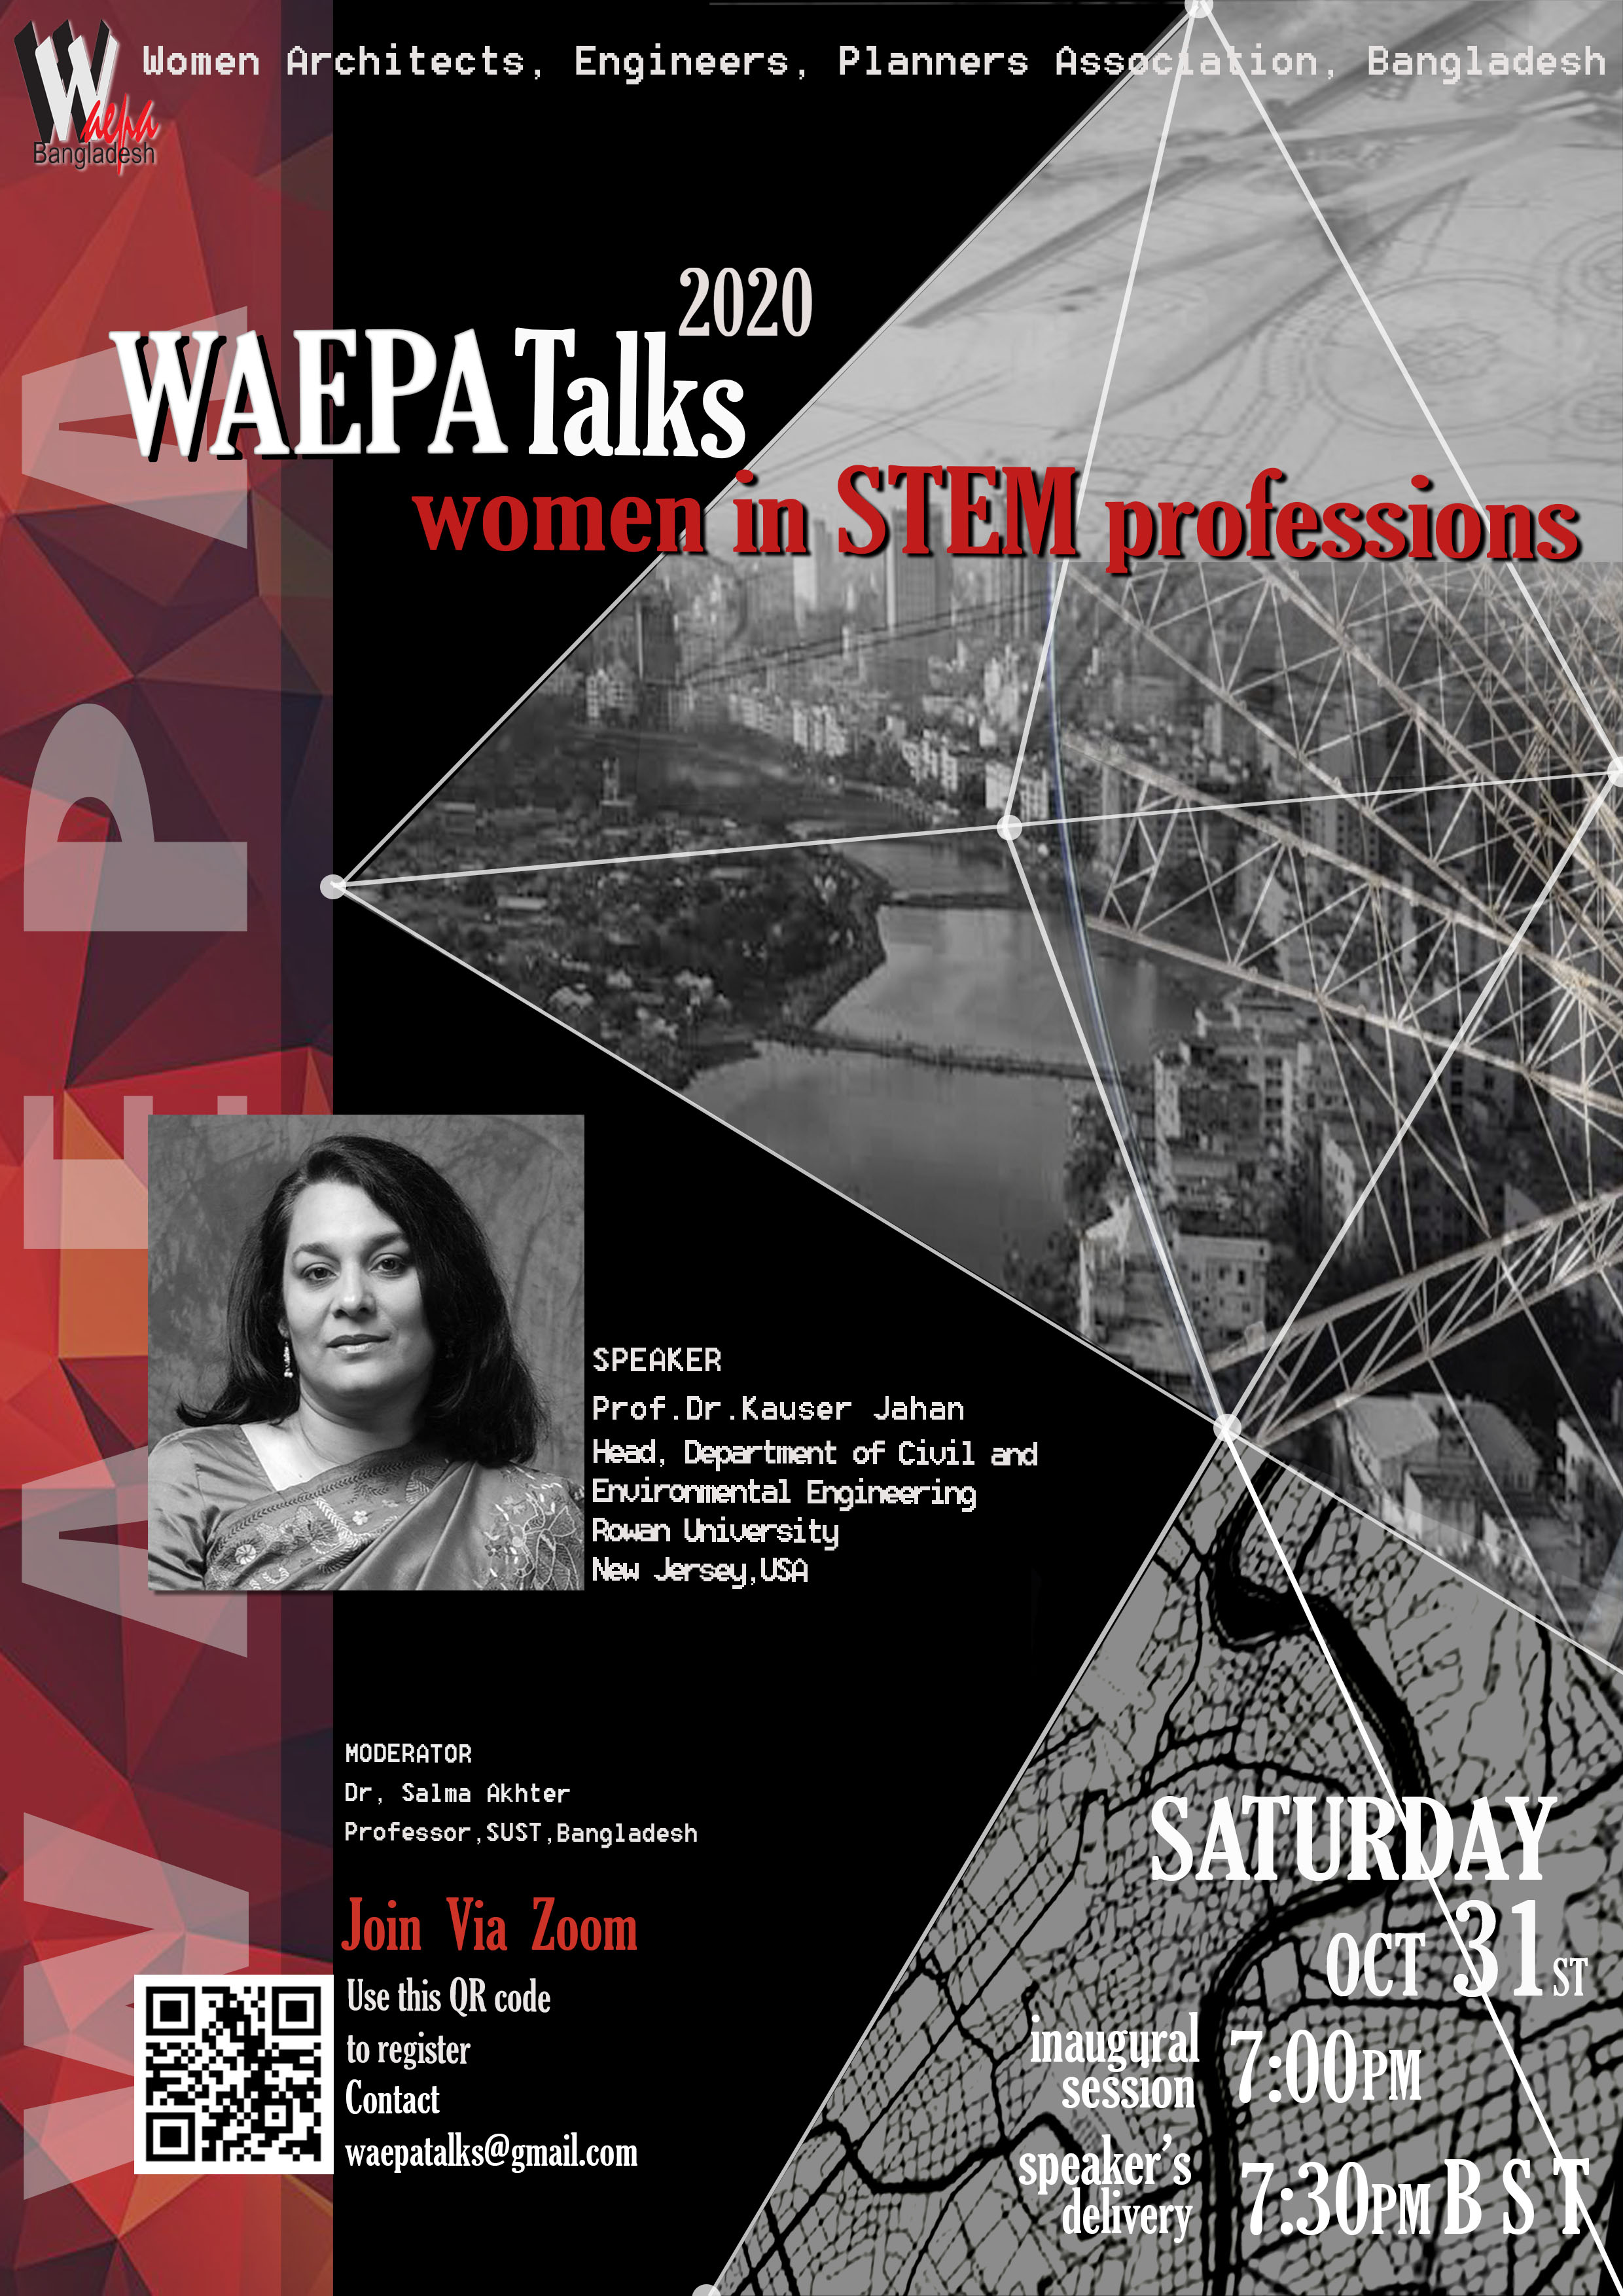 Waepa
Bangladesh
Women Architects, Engineers, Planners Association, Bangladesh
2020
WAEPA Talks
women in STEM professions
WAEPA
SPEAKER
Prof.Dr.Kauser Jahan
Head, Department of Civil and
Environmental Engineering
Rowan University
New Jersey,USA
MODERATOR
Dr, Salma Akhter
Professor,SUST,Bangladesh
Join Via Zoom
Use this QR code
to register
Contact
waepatalks@gmail.com
SATURDAY
OCT 31ST
inaugural
session 7:00PM
speaker's
delivery 7:30PM BST